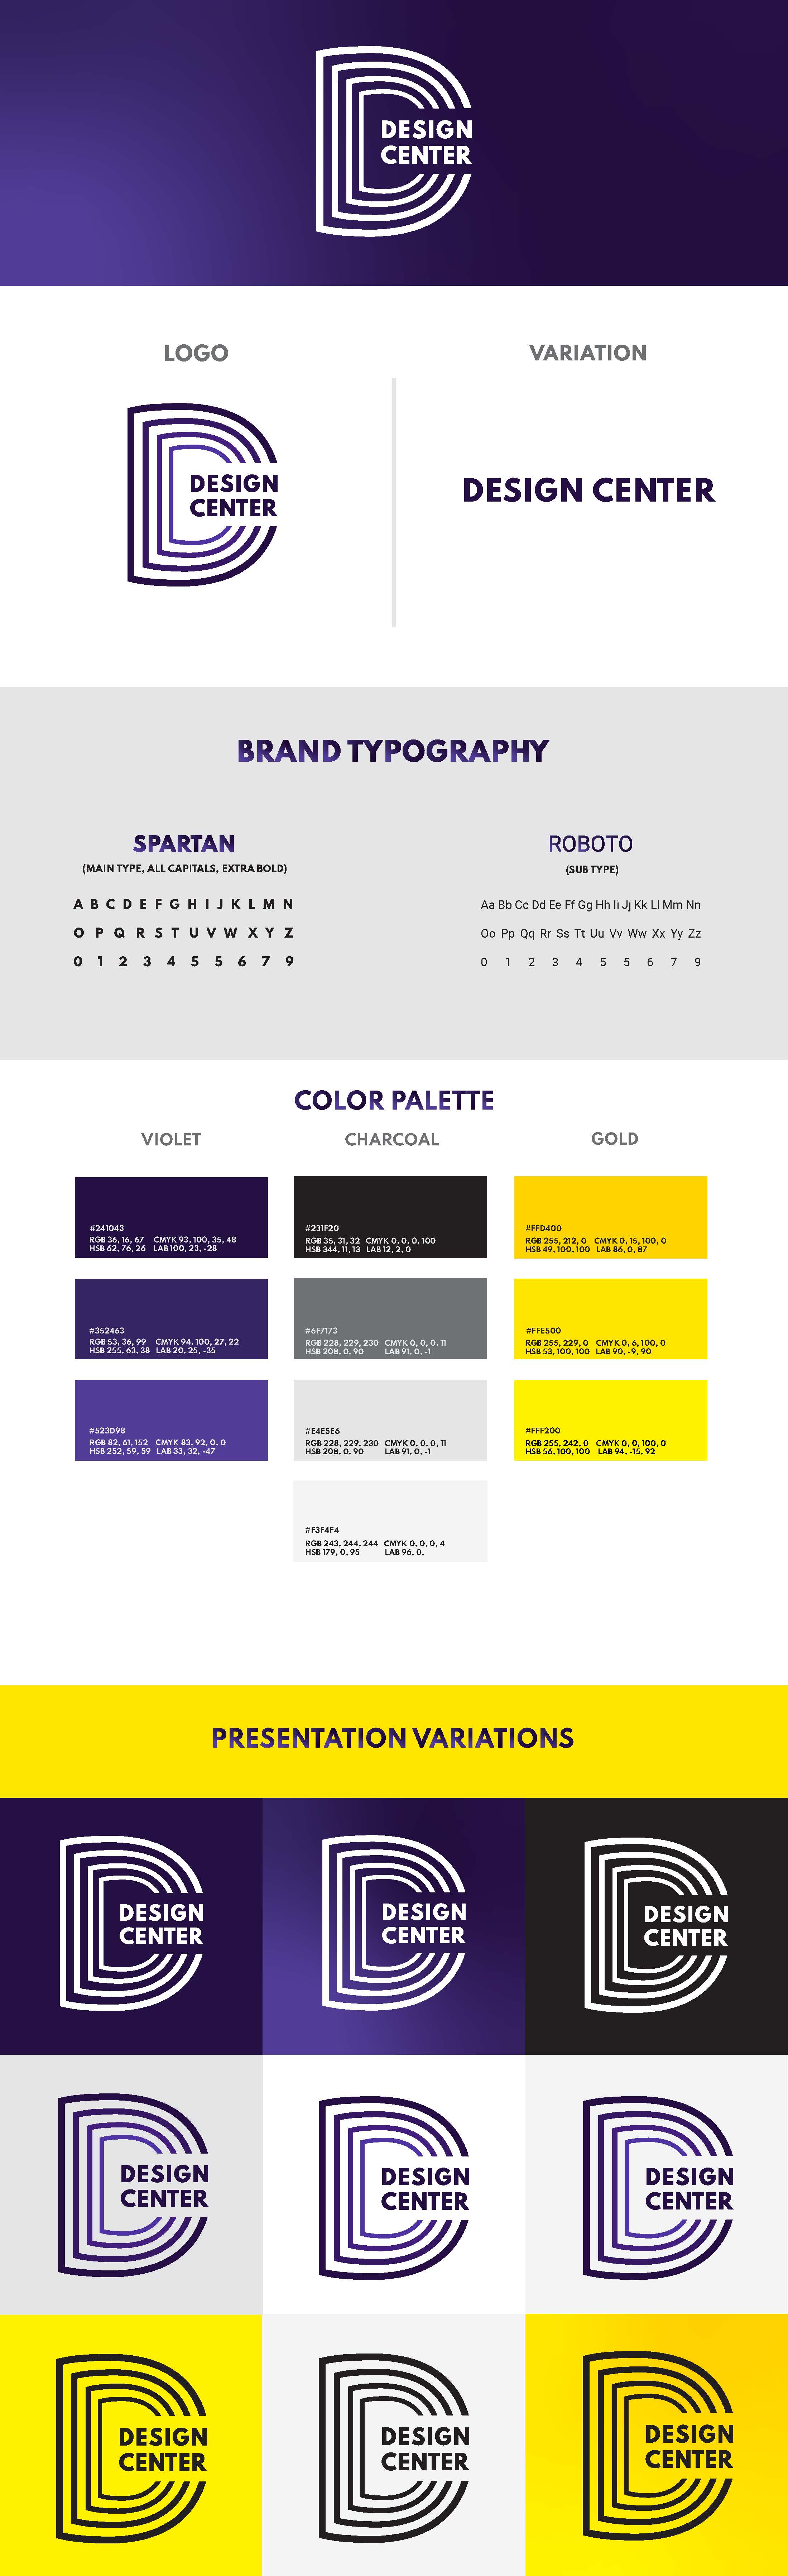 DESIGN
CENTER
LOGO
VARIATION
DESIGN
CENTER
DESIGN CENTER
BRAND TYPOGRAPHY
SPARTAN
(MAIN TYPE, ALL CAPITALS, EXTRA BOLD)
A B C D E F G H I J K L M N
O P Q R S T U V W X Y Z
0 1 2 3 4 5 5 6 7 9
ROBOTO
(SUB TYPE)
Aa Bb Cc Dd Ee Ff Gg Hh Ii Jj Kk Ll Mm Nn
Oo Pp Qq Rr Ss Tt Uu Vv Ww Xx Yy Zz
0 1 2 3 4 5 5 6 7 9
COLOR PALETTE
VIOLET
#241043
RGB 36, 16, 67 CMYK 93, 100, 35, 48
HSB 62, 76, 26 LAB 100, 23, -28
#352463
RGB 53, 36, 99 CMYK 94, 100, 27, 22
HSB 255, 63, 38 LAB 20, 25, -35
#523D98
RGB 82, 61, 152 CMYK 83, 92, 0, 0
HSB 252, 59, 59 LAB 33, 32, -47
CHARCOAL
#231F20
RGB 35, 31, 32 CMYK 0, 0, 0, 100
HSB 344, 11, 13 LAB 12, 2, 0
#6F7173
RGB 228, 229, 230 CMYK 0, 0, 0, 11
HSB 208, 0, 90 LAB 91, 0, -1
#E4E5E6
RGB 228, 229, 230 CMYK 0, 0, 0, 11
HSB 208, 0, 90 LAB 91, 0, -1
#F3F4F4
RGB 243, 244, 244 CMYK 0, 0, 0, 4
HSB 179, 0, 95 LAB 96, 0,
GOLD
#FFD400
RGB 255, 212, 0 CMYK 0, 15, 100, 0
HSB 49, 100, 100 LAB 86, 0, 87
#FFE500
RGB 255, 229, 0 CMYK 0, 6, 100, 0
HSB 53, 100, 100 LAB 90, -9, 90
#FFF200
RGB 255, 242, 0 CMYK 0, 0, 100, 0
HSB 56, 100, 100 LAB 94, -15, 92
PRESENTATION VARIATIONS
DESIGN
CENTER
DESIGN
CENTER
DESIGN
CENTER
DESIGN
CENTER
DESIGN
CENTER
DESIGN
CENTER
DESIGN
CENTER
DESIGN
CENTER
DESIGN
CENTER